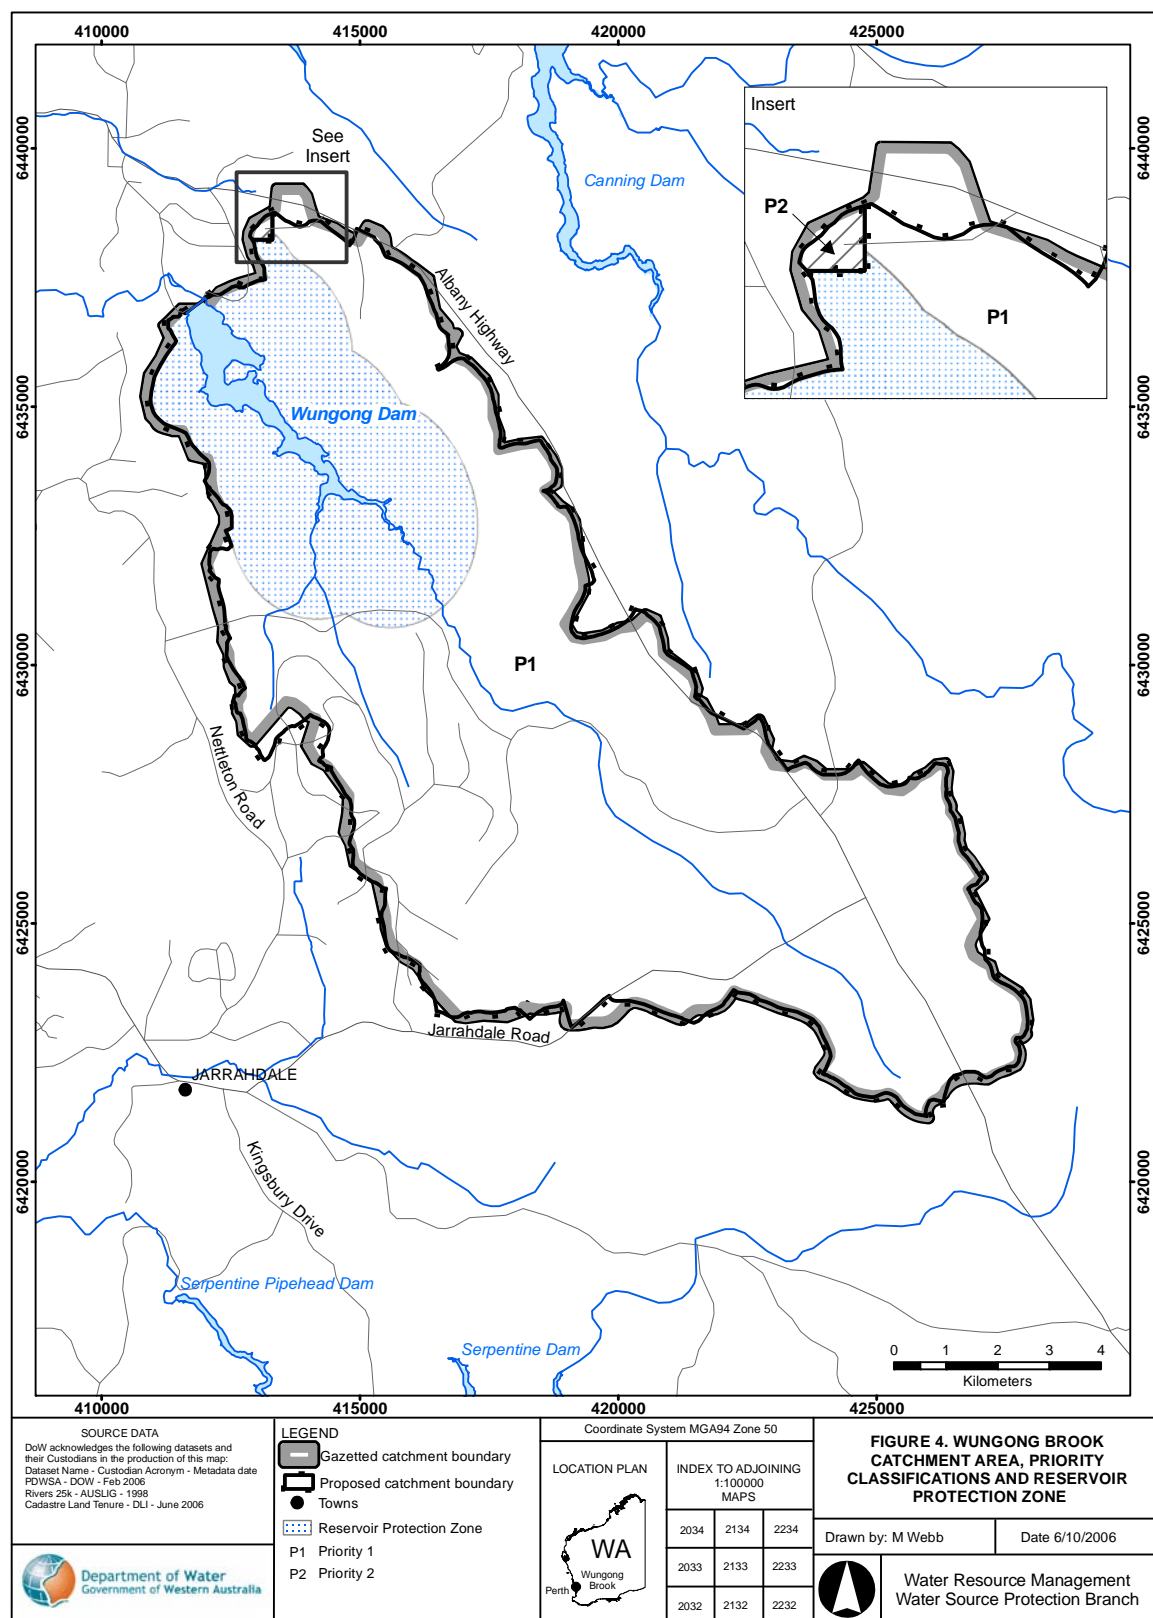 410000
415000
420000
425000
6440000
6435000
6430000
6425000
6420000
6440000
6435000
6430000
6425000
6420000
See
Insert
Insert
P2
P1
Canning Dam
Albany Highway
Wungong Dam
P1
Nettleton Road
Jarrahdale Road
JARRAHDALE
Kingsbury Drive
Serpentine Pipehead Dam
Serpentine Dam
0 1 2 3 4
Kilometers
410000
415000
420000
425000
SOURCE DATA
DoW acknowledges the following datasets and
their Custodians in the production of this map:
Dataset Name - Custodian Acronym - Metadata date
PDWSA - DOW - Feb 2006
Rivers 25k - AUSLIG - 1998
Cadastre Land Tenure - DLI - June 2006
Department of Water
Government of Western Australia
LEGEND
Gazetted catchment boundary
Proposed catchment boundary
Towns
Reservoir Protection Zone
P1 Priority 1
P2 Priority 2
Coordinate System MGA94 Zone 50
LOCATION PLAN
WA
Wungong
Brook
Perth
INDEX TO ADJOINING
1:100000
MAPS
2034 2134 2234
2033 2133 2233
2032 2132 2232
FIGURE 4. WUNGONG BROOK
CATCHMENT AREA, PRIORITY
CLASSIFICATIONS AND RESERVOIR
PROTECTION ZONE
Drawn by: M Webb
Date 6/10/2006
Water Resource Management
Water Source Protection Branch